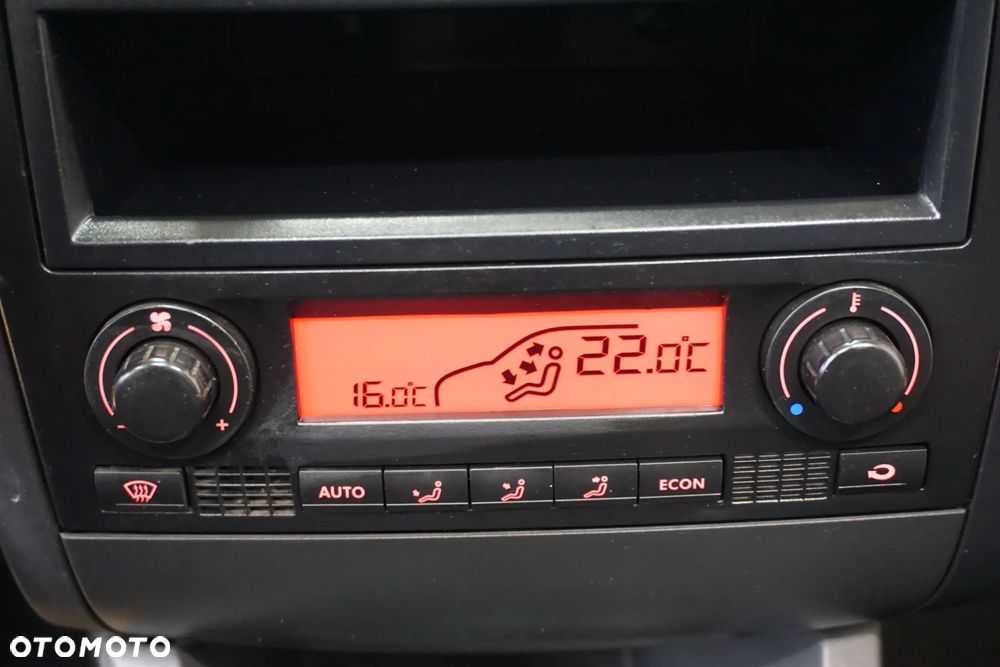 22.0°C
16.0°C
- +
AUTO ECON
OTOMOTO